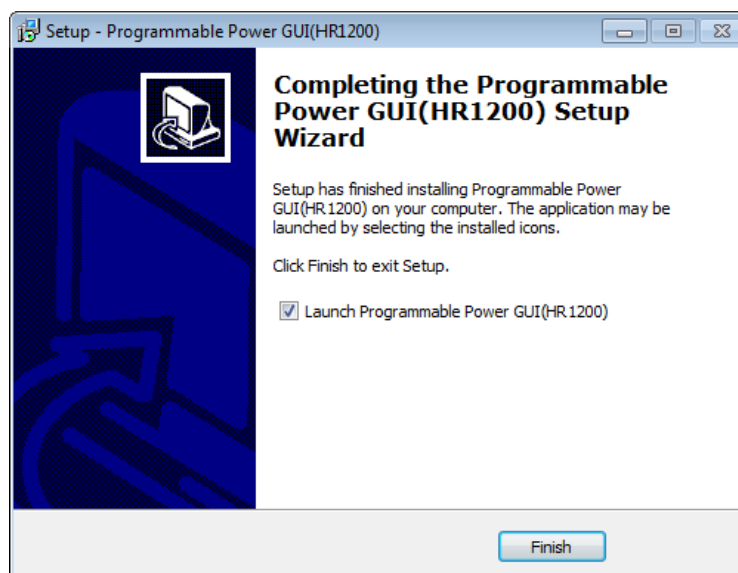 Setup - Programmable Power GUI(HR1200)
Completing the Programmable
Power GUI(HR1200) Setup
Wizard
Setup has finished installing Programmable Power
GUI(HR1200) on your computer. The application may be
launched by selecting the installed icons.
Click Finish to exit Setup.
Launch Programmable Power GUI(HR1200)
Finish